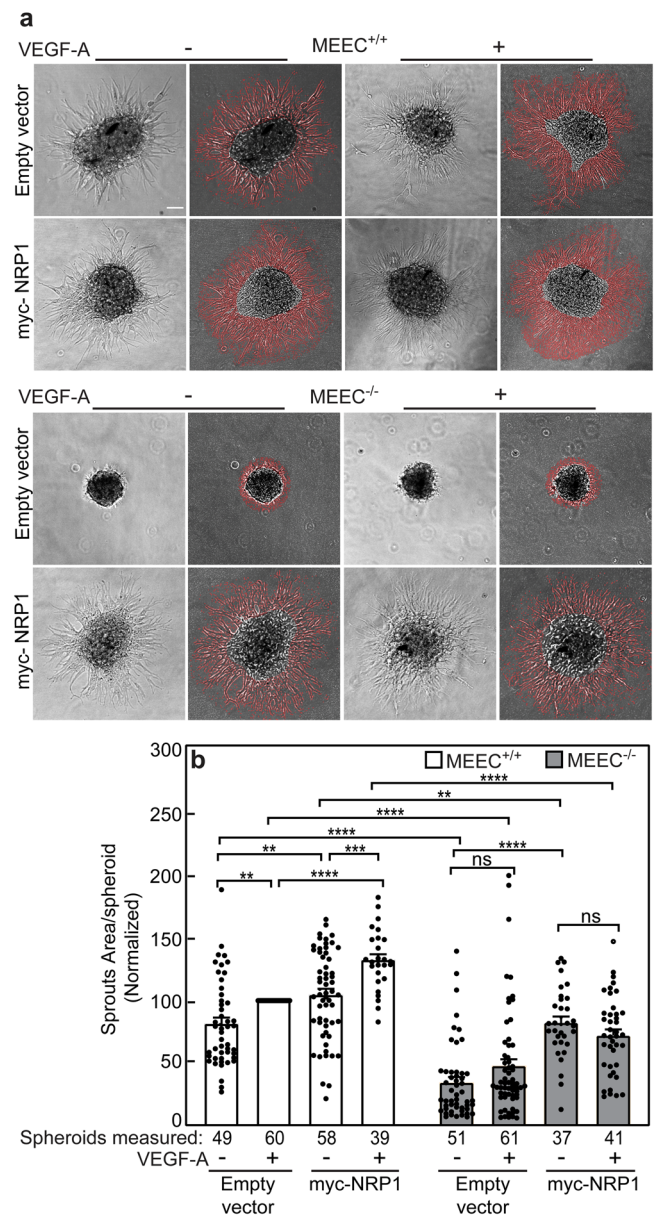 a
VEGF-A - MEEC+/+ +
Empty vector
myc- NRP1
VEGF-A - MEEC-/- +
Empty vector
myc- NRP1
b
MEEC+/+ MEEC-/-
Sprouts Area/spheroid
(Normalized)
300
250
200
150
100
50
0
****
**
****
****
**
***
**
****
****
ns
ns
Spheroids measured: 49 60 58 39 51 61 37 41
VEGF-A - + - + - + - +
Empty vector myc-NRP1 Empty vector myc-NRP1